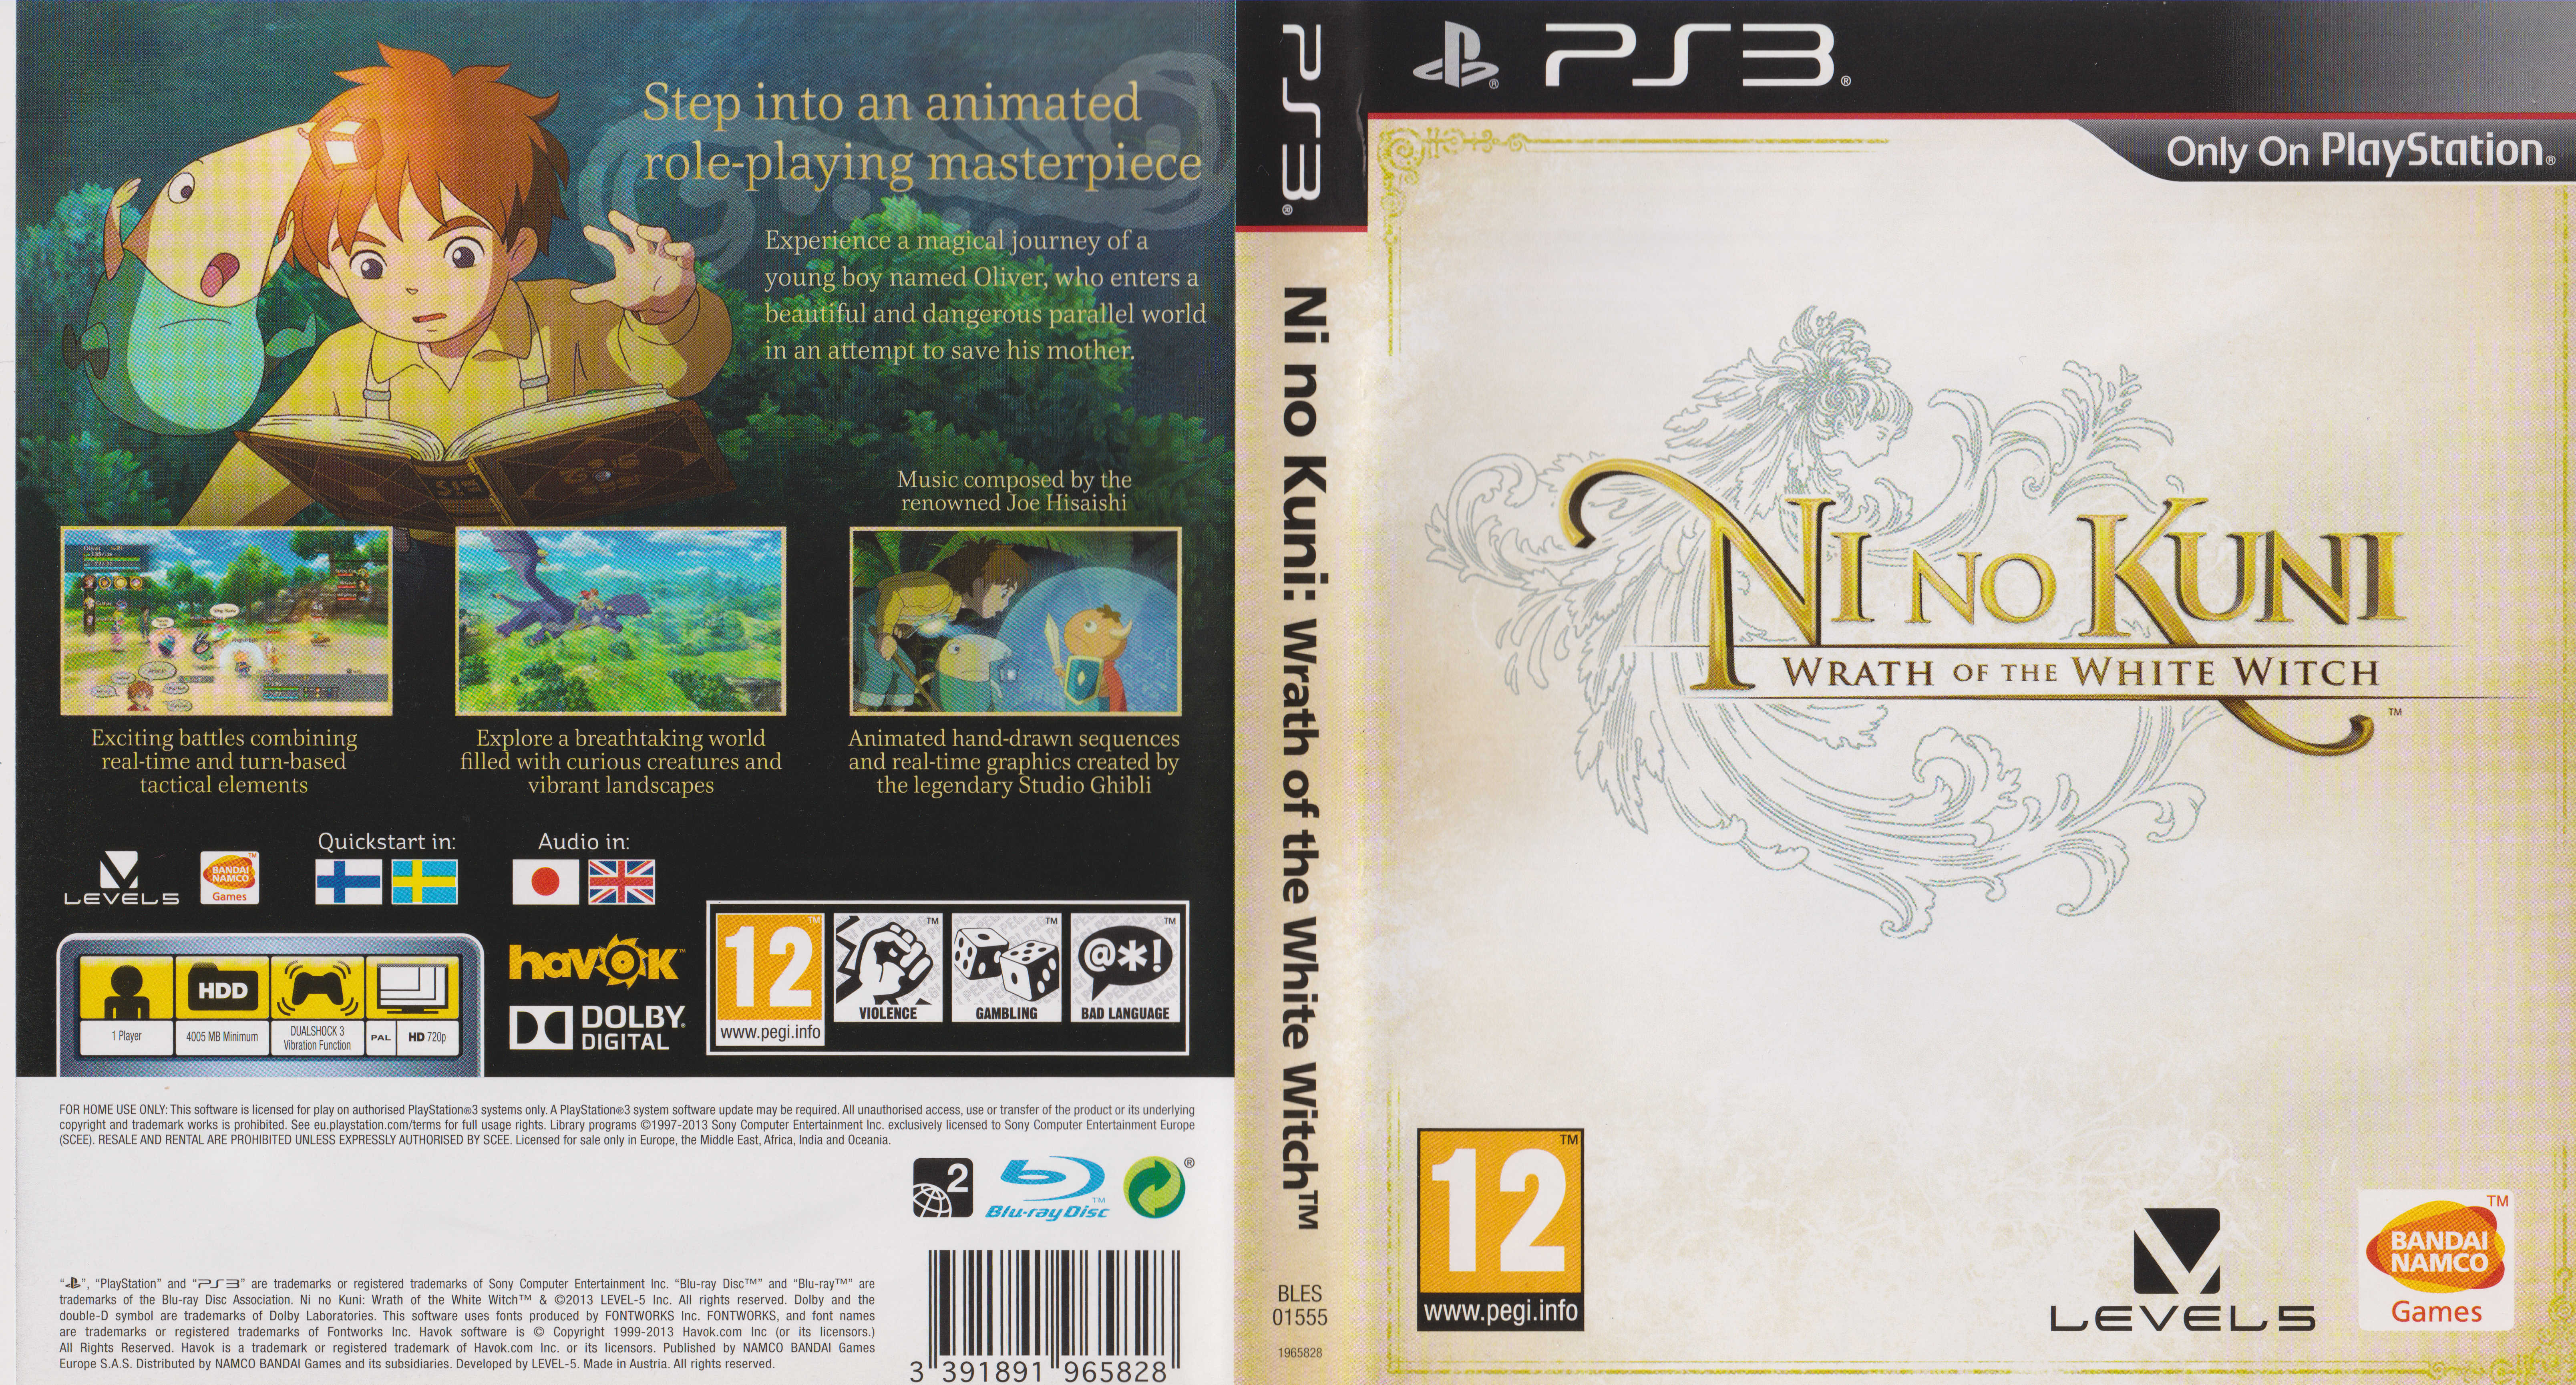 Step into an animated
role-playing masterpiece
Experience a magical journey of a
young boy named Oliver, who enters a
beautiful and dangerous parallel world
in an attempt to save his mother.
Music composed by the
renowned Joe Hisaishi
Exciting battles combining
real-time and turn-based
tactical elements
Explore a breathtaking world
filled with curious creatures and
vibrant landscapes
Animated hand-drawn sequences
and real-time graphics created by
the legendary Studio Ghibli
LEVEL5
BANDAI
NAMCO
Games
TM
Quickstart in:
Audio in:
HDD
1 Player
4005 MB Minimum
DUALSHOCK 3
Vibration Function
PAL
HD 720p
havok™
DOLBY®
DIGITAL
12
www.pegi.info
VIOLENCE
GAMBLING
@*!
BAD LANGUAGE
FOR HOME USE ONLY: This software is licensed for play on authorised PlayStation®3 systems only. A PlayStation®3 system software update may be required. All unauthorised access, use or transfer of the product or its underlying
copyright and trademark works is prohibited. See eu.playstation.com/terms for full usage rights. Library programs ©1997-2013 Sony Computer Entertainment Inc. exclusively licensed to Sony Computer Entertainment Europe
(SCEE). RESALE AND RENTAL ARE PROHIBITED UNLESS EXPRESSLY AUTHORISED BY SCEE. Licensed for sale only in Europe, the Middle East, Africa, India and Oceania.
2
Blu-ray Disc™
®
“PS”, “PlayStation” and “PS3” are trademarks or registered trademarks of Sony Computer Entertainment Inc. “Blu-ray Disc™” and “Blu-ray™” are
trademarks of the Blu-ray Disc Association. Ni no Kuni: Wrath of the White Witch™ & ©2013 LEVEL-5 Inc. All rights reserved. Dolby and the
double-D symbol are trademarks of Dolby Laboratories. This software uses fonts produced by FONTWORKS Inc. FONTWORKS, and font names
are trademarks or registered trademarks of Fontworks Inc. Havok software is © Copyright 1999-2013 Havok.com Inc (or its licensors.)
All Rights Reserved. Havok is a trademark or registered trademark of Havok.com Inc. or its licensors. Published by NAMCO BANDAI Games
Europe S.A.S. Distributed by NAMCO BANDAI Games and its subsidiaries. Developed by LEVEL-5. Made in Austria. All rights reserved.
3 391891 965828
PS3®
Ni no Kuni: Wrath of the White Witch™
BLES
01555
1965828
PS3®
Only On PlayStation®
NI NO KUNI
WRATH OF THE WHITE WITCH™
12™
www.pegi.info
LEVEL5
BANDAI
NAMCO
Games
TM